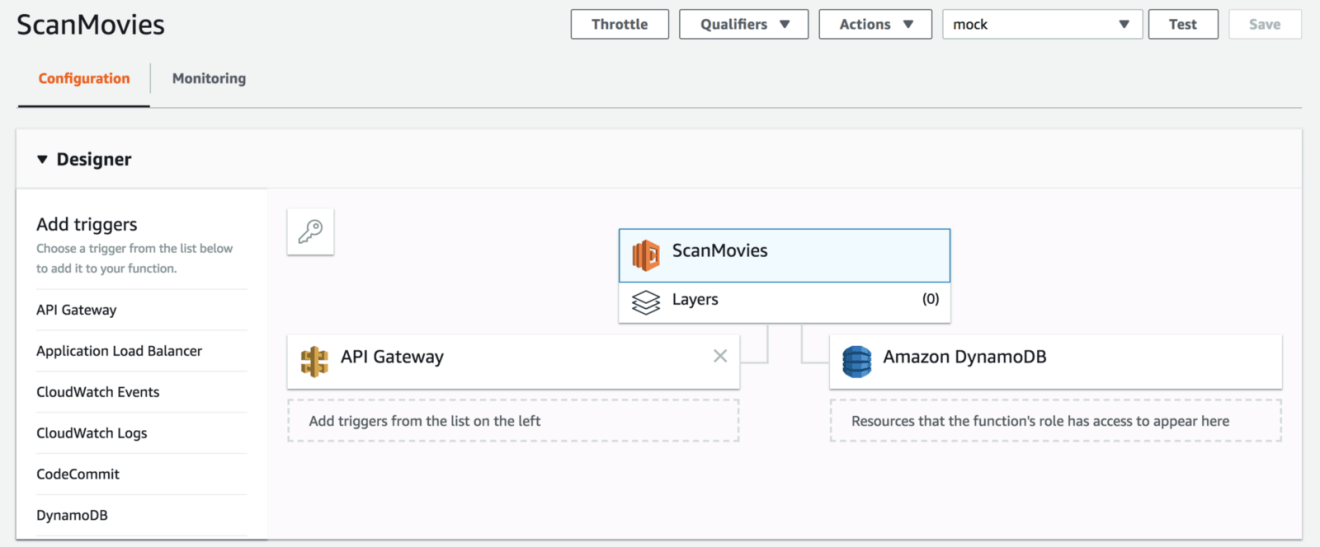 ScanMovies
Throttle
Qualifiers
Actions
mock
Test
Save
Configuration
Monitoring
Designer
Add triggers
Choose a trigger from the list below
to add it to your function.
API Gateway
Application Load Balancer
CloudWatch Events
CloudWatch Logs
CodeCommit
DynamoDB
ScanMovies
Layers (0)
API Gateway
Add triggers from the list on the left
Amazon DynamoDB
Resources that the function's role has access to appear here